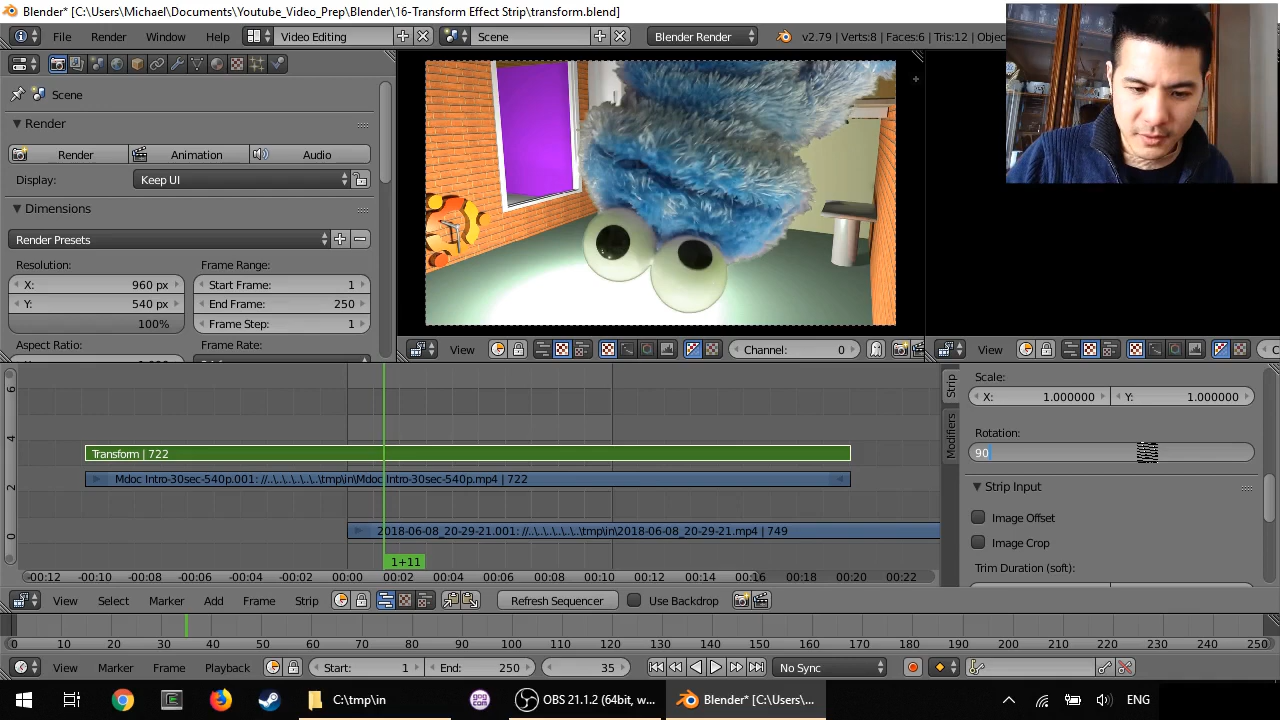 Blender* [C:\Users\Michael\Documents\Youtube_Video_Prep\Blender\16-Transform Effect Strip\transform.blend]
File Render Window Help Video Editing Scene Blender Render v2.79 | Verts:8 | Faces:6 | Tris:12 | Objec
Scene
Render
Render Animation Audio
Display: Keep UI
Dimensions
Render Presets
Resolution: Frame Range:
X: 960 px Start Frame: 1
Y: 540 px End Frame: 250
100% Frame Step: 1
Aspect Ratio: Frame Rate:
View Channel: 0 View
Scale:
X: 1.000000 Y: 1.000000
Rotation:
90
Strip
Modifiers
Strip Input
Image Offset
Image Crop
Trim Duration (soft):
6
4
2
0
Transform | 722
Mdoc Intro-30sec-540p.001: //..\..\..\..\..\tmp\in\Mdoc Intro-30sec-540p.mp4 | 722
2018-06-08_20-29-21.001: //..\..\..\..\..\tmp\in\2018-06-08_20-29-21.mp4 | 749
1+11
-00:12 -00:10 -00:08 -00:06 -00:04 -00:02 00:00 00:02 00:04 00:06 00:08 00:10 00:12 00:14 00:16 00:18 00:20 00:22
View Select Marker Add Frame Strip Refresh Sequencer Use Backdrop
0 10 20 30 40 50 60 70 80 90 100 110 120 130 140 150 160 170 180 190 200 210 220 230 240 250
View Marker Frame Playback Start: 1 End: 250 35 No Sync
C:\tmp\in OBS 21.1.2 (64bit, w... Blender* [C:\Users\... ENG